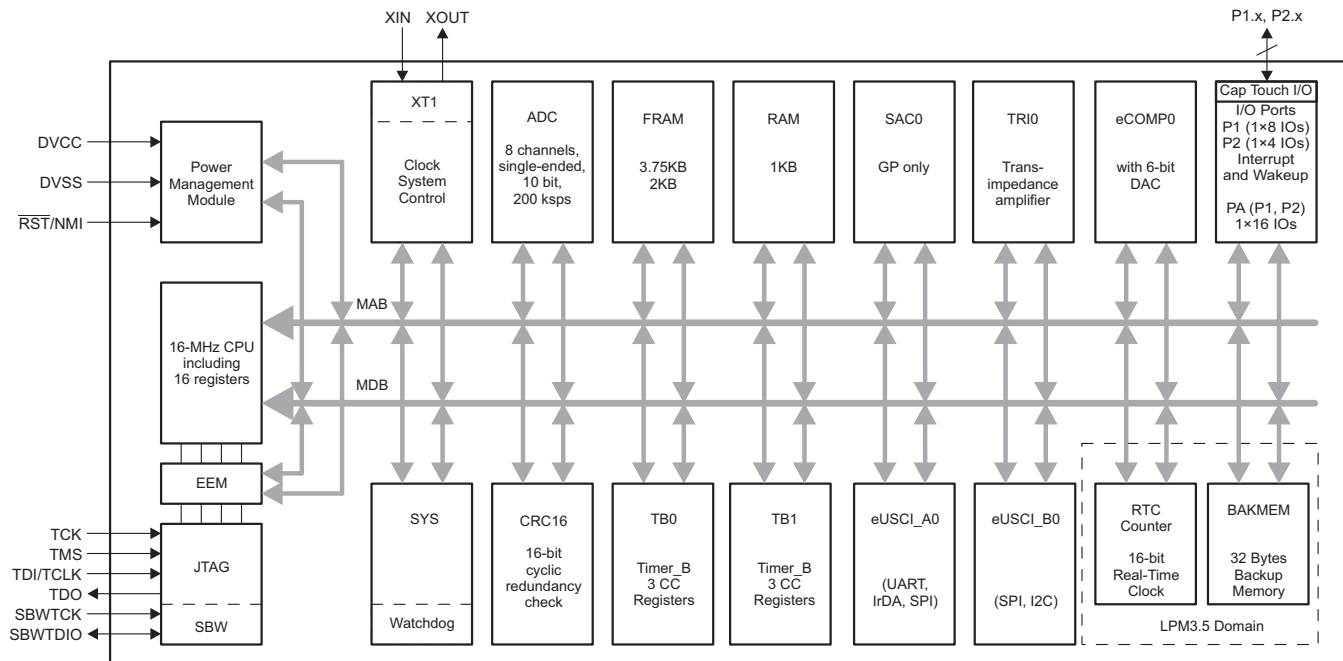 XIN
XOUT
P1.x, P2.x
DVCC
DVSS
RST/NMI
Power
Management
Module
XT1
Clock
System
Control
ADC
8 channels,
single-ended,
10 bit,
200 ksps
FRAM
3.75KB
2KB
RAM
1KB
SAC0
GP only
TRI0
Trans-
impedance
amplifier
eCOMP0
with 6-bit
DAC
Cap Touch I/O
I/O Ports
P1 (1×8 IOs)
P2 (1×4 IOs)
Interrupt
and Wakeup
PA (P1, P2)
1×16 IOs
MAB
16-MHz CPU
including
16 registers
MDB
EEM
TCK
TMS
TDI/TCLK
TDO
SBWTCK
SBWTDIO
JTAG
SBW
SYS
Watchdog
CRC16
16-bit
cyclic
redundancy
check
TB0
Timer_B
3 CC
Registers
TB1
Timer_B
3 CC
Registers
eUSCI_A0
(UART,
IrDA, SPI)
eUSCI_B0
(SPI, I2C)
RTC
Counter
16-bit
Real-Time
Clock
BAKMEM
32 Bytes
Backup
Memory
LPM3.5 Domain